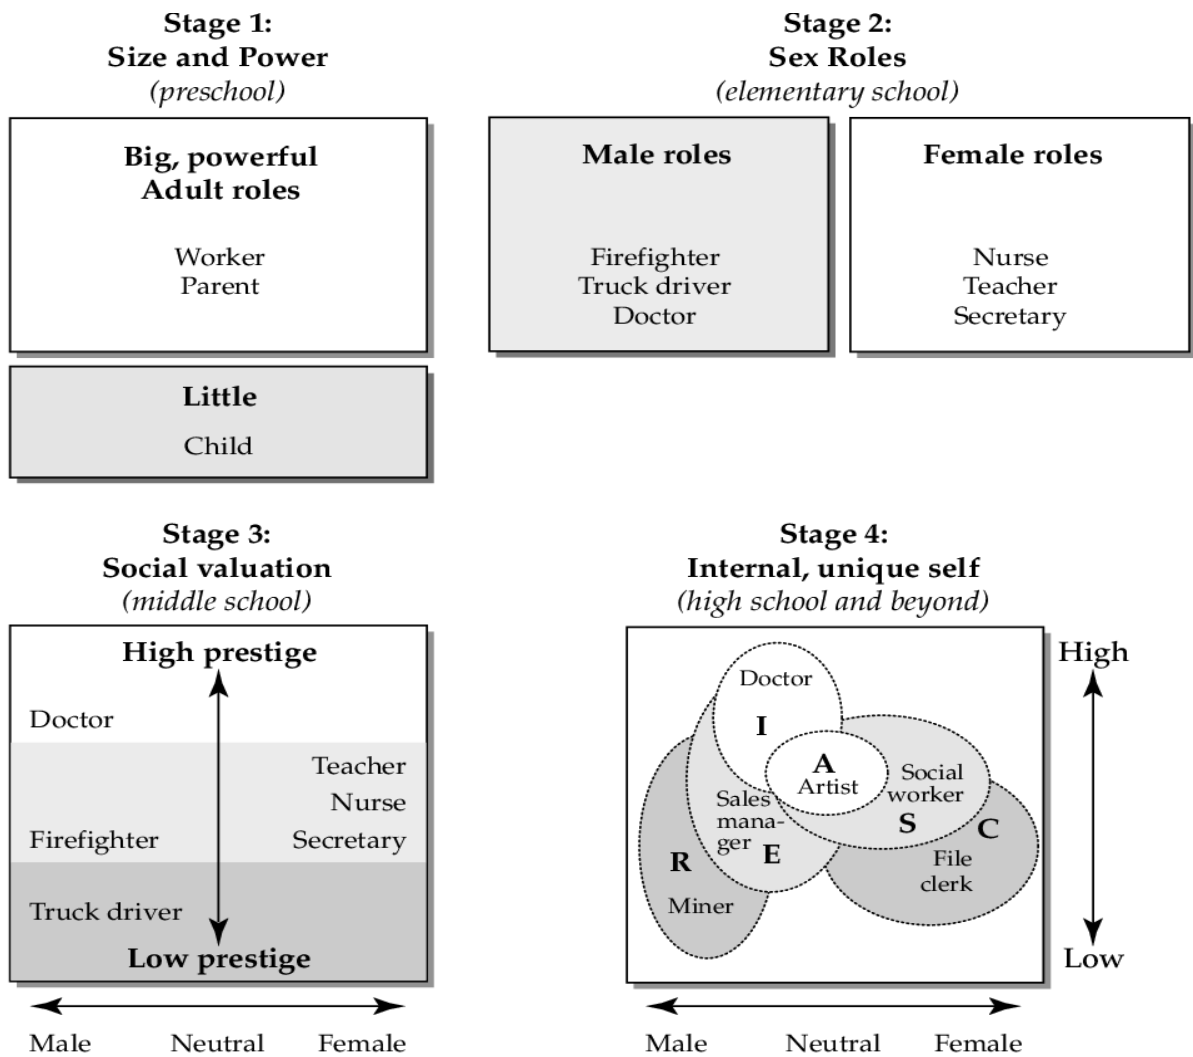 Stage 1:
Size and Power
(preschool)
Big, powerful
Adult roles
Worker
Parent
Little
Child
Stage 2:
Sex Roles
(elementary school)
Male roles
Firefighter
Truck driver
Doctor
Female roles
Nurse
Teacher
Secretary
Stage 3:
Social valuation
(middle school)
High prestige
Doctor
Teacher
Nurse
Firefighter
Secretary
Truck driver
Low prestige
Male
Neutral
Female
Stage 4:
Internal, unique self
(high school and beyond)
Doctor
I
A
Artist
Social
worker
S
Sales
mana-
ger
E
R
Miner
C
File
clerk
High
Low
Male
Neutral
Female